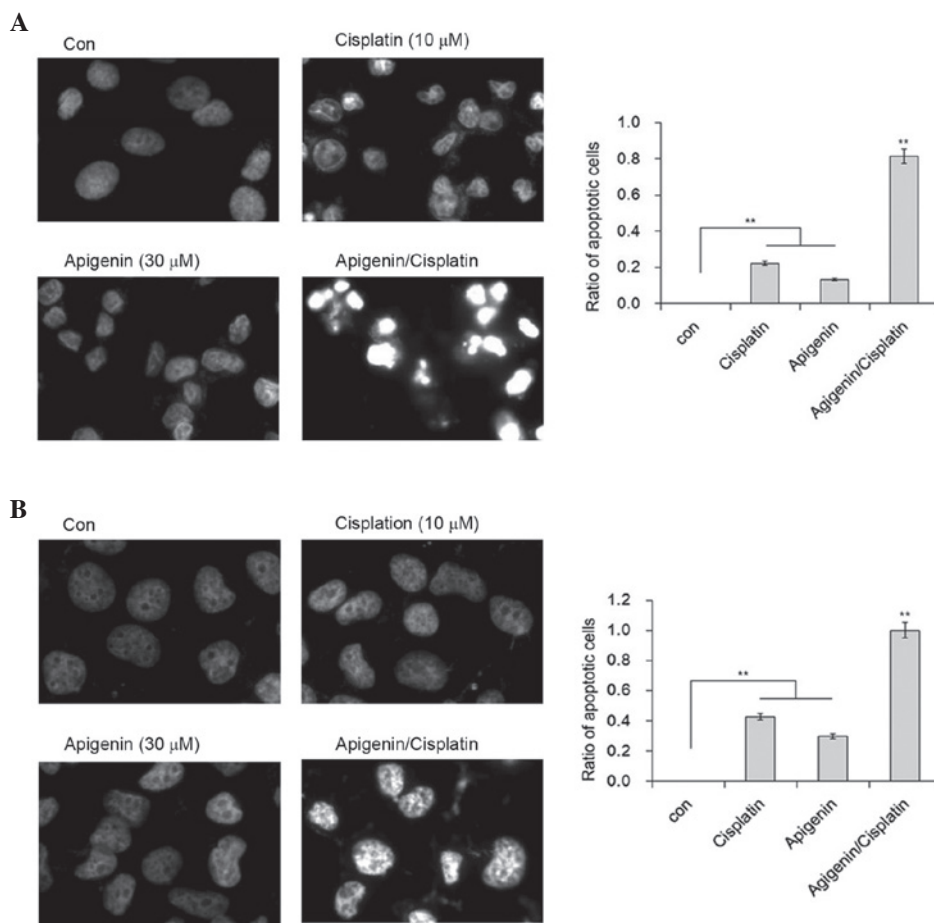 A
Con
Cisplatin (10 μM)
Apigenin (30 μM)
Apigenin/Cisplatin
Ratio of apoptotic cells
1.0
0.8
0.6
0.4
0.2
0.0
**
**
con
Cisplatin
Apigenin
Agigenin/Cisplatin
B
Con
Cisplation (10 μM)
Apigenin (30 μM)
Apigenin/Cisplatin
Ratio of apoptotic cells
1.2
1.0
0.8
0.6
0.4
0.2
0.0
**
**
con
Cisplatin
Apigenin
Agigenin/Cisplatin